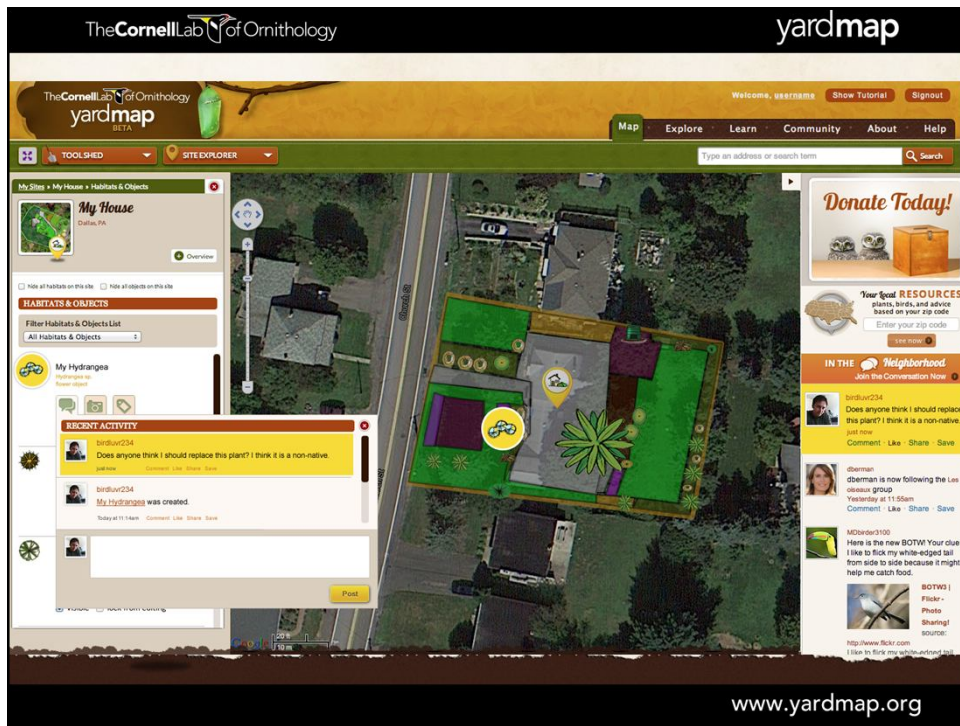 TheCornellLab of Ornithology
yardmap
TheCornellLab of Ornithology
yardmap
BETA
Welcome, username
Show Tutorial
Signout
Map
Explore
Learn
Community
About
Help
TOOL SHED
SITE EXPLORER
Type an address or search term
Search
My Sites » My House » Habitats & Objects
My House
Dallas, PA
Overview
hide all habitats on this site
hide all objects on this site
HABITATS & OBJECTS
Filter Habitats & Objects List
All Habitats & Objects
My Hydrangea
Hydrangea sp.
flower object
RECENT ACTIVITY
birdluvr234
Does anyone think I should replace this plant? I think it is a non-native.
just now
Comment Like Share Save
birdluvr234
My Hydrangea was created.
Today at 11:14am
Comment Like Share Save
Post
visible
lock from editing
Church St
Google
20 ft
10 m
Donate Today!
Your Local RESOURCES
plants, birds, and advice
based on your zip code
Enter your zip code
see now
IN THE Neighborhood
Join the Conversation Now
birdluvr234
Does anyone think I should replace
this plant? I think it is a non-native.
just now
Comment · Like · Share · Save
dberman
dberman is now following the Les
oiseaux group
Yesterday at 11:55am
Comment · Like · Share · Save
MDbirder3100
Here is the new BOTW! Your clue:
I like to flick my white-edged tail
from side to side because it might
help me catch food.
BOTW3 |
Flickr -
Photo
Sharing!
source:
http://www.flickr.com
I like to flick my white-edged tail
www.yardmap.org